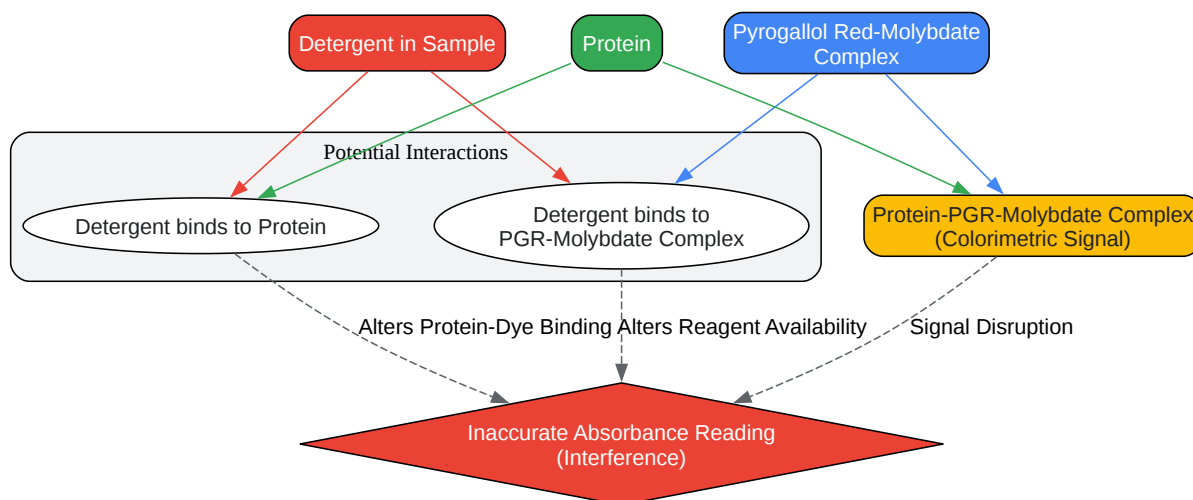 Detergent in Sample
Protein
Pyrogallol Red-Molybdate
Complex
Potential Interactions
Detergent binds to Protein
Detergent binds to
PGR-Molybdate Complex
Protein-PGR-Molybdate Complex
(Colorimetric Signal)
Alters Protein-Dye Binding
Alters Reagent Availability
Signal Disruption
Inaccurate Absorbance Reading
(Interference)